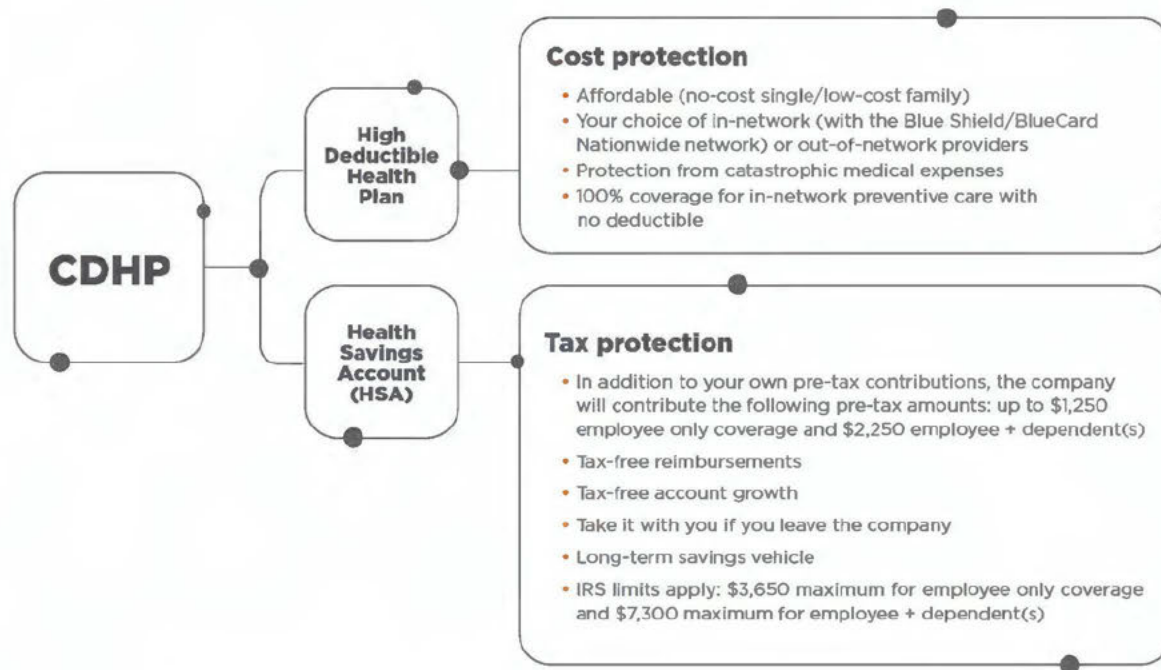 CDHP
High
Deductible
Health
Plan
Cost protection
• Affordable (no-cost single/low-cost family)
• Your choice of in-network (with the Blue Shield/BlueCard
Nationwide network) or out-of-network providers
• Protection from catastrophic medical expenses
• 100% coverage for in-network preventive care with
no deductible
Health
Savings
Account
(HSA)
Tax protection
• In addition to your own pre-tax contributions, the company
will contribute the following pre-tax amounts: up to $1,250
employee only coverage and $2,250 employee + dependent(s)
• Tax-free reimbursements
• Tax-free account growth
• Take it with you if you leave the company
• Long-term savings vehicle
• IRS limits apply: $3,650 maximum for employee only coverage
and $7,300 maximum for employee + dependent(s)